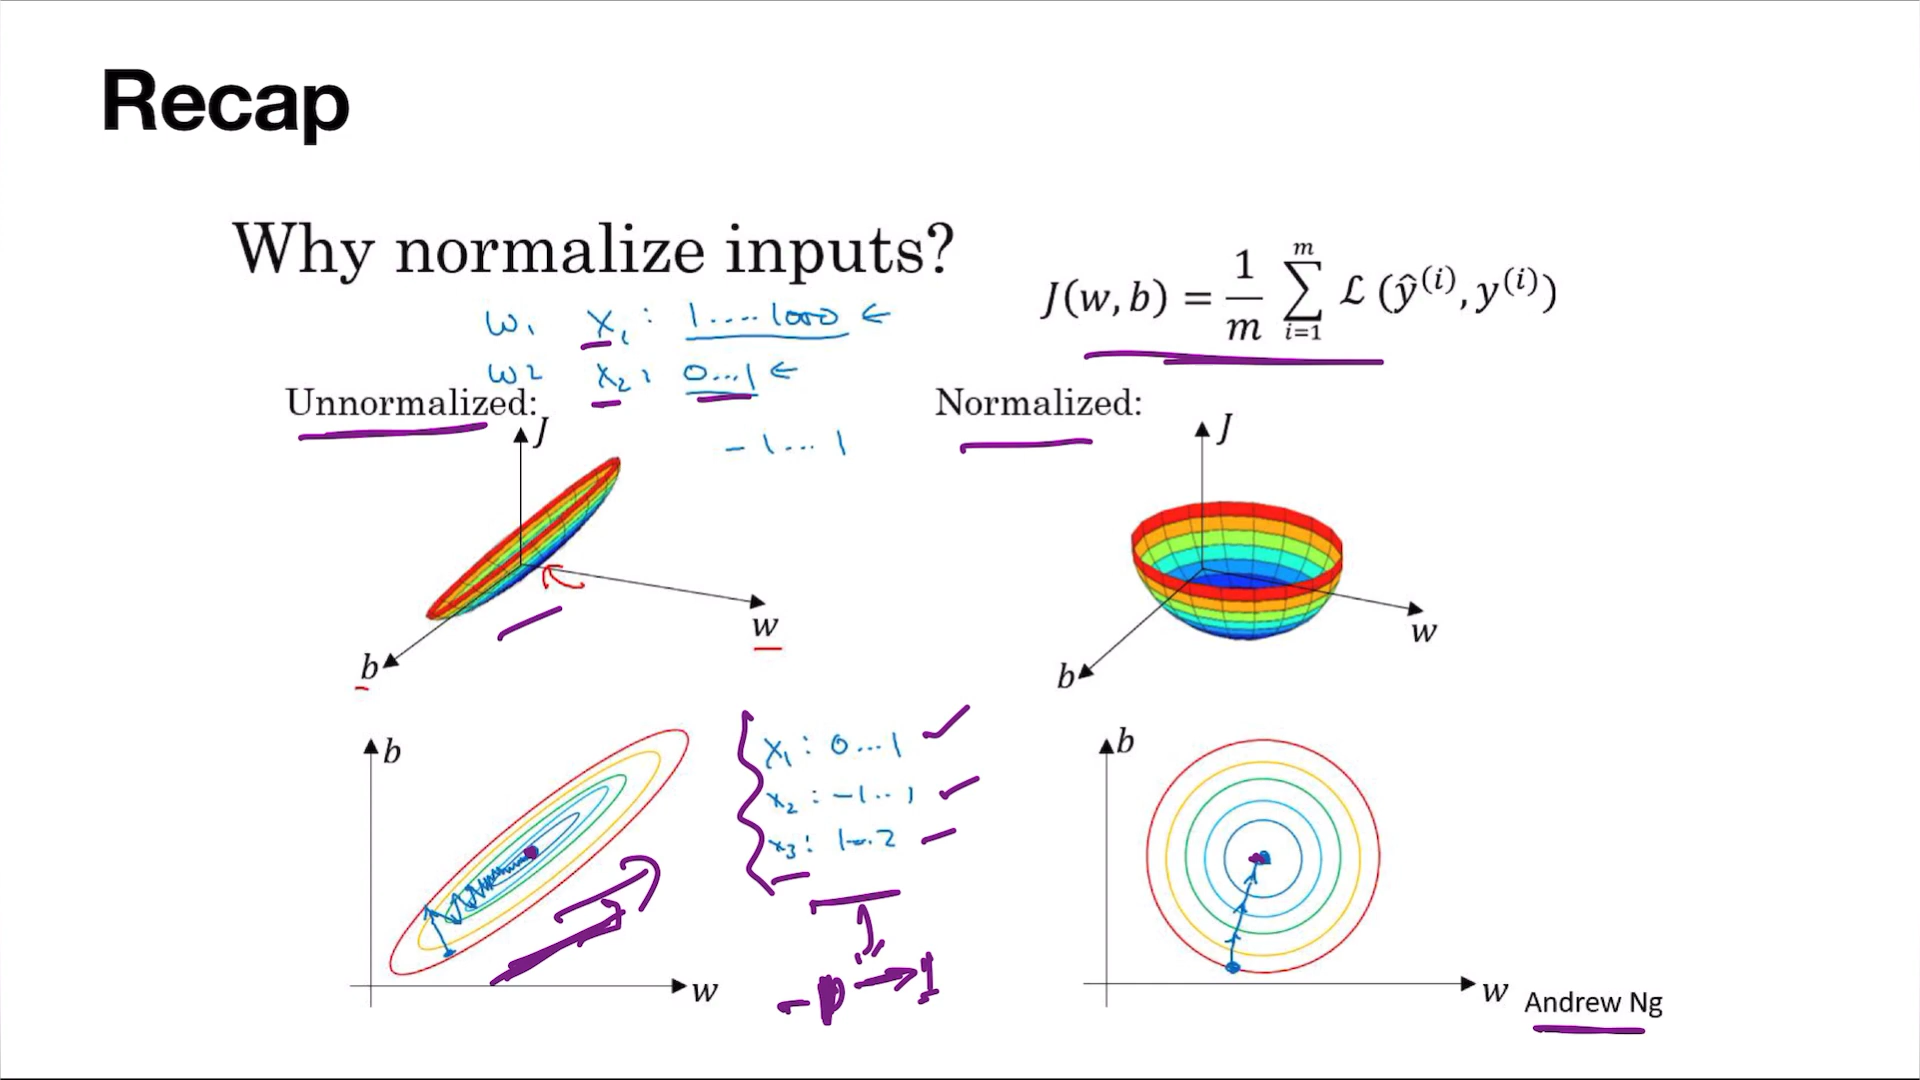 Recap
Why normalize inputs?
J(w, b) = 1/m ∑_{i=1}^{m} ℒ (ŷ^{(i)}, y^{(i)})
w₁ x₁ : 1....1000 ←
w2 x₂ : 0...1 ←
Unnormalized:
Normalized:
-1...1
J
J
w
w
b
b
b
b
x₁ : 0...1
x₂ : -1..1
x₃ : 1...2
w
w
Andrew Ng